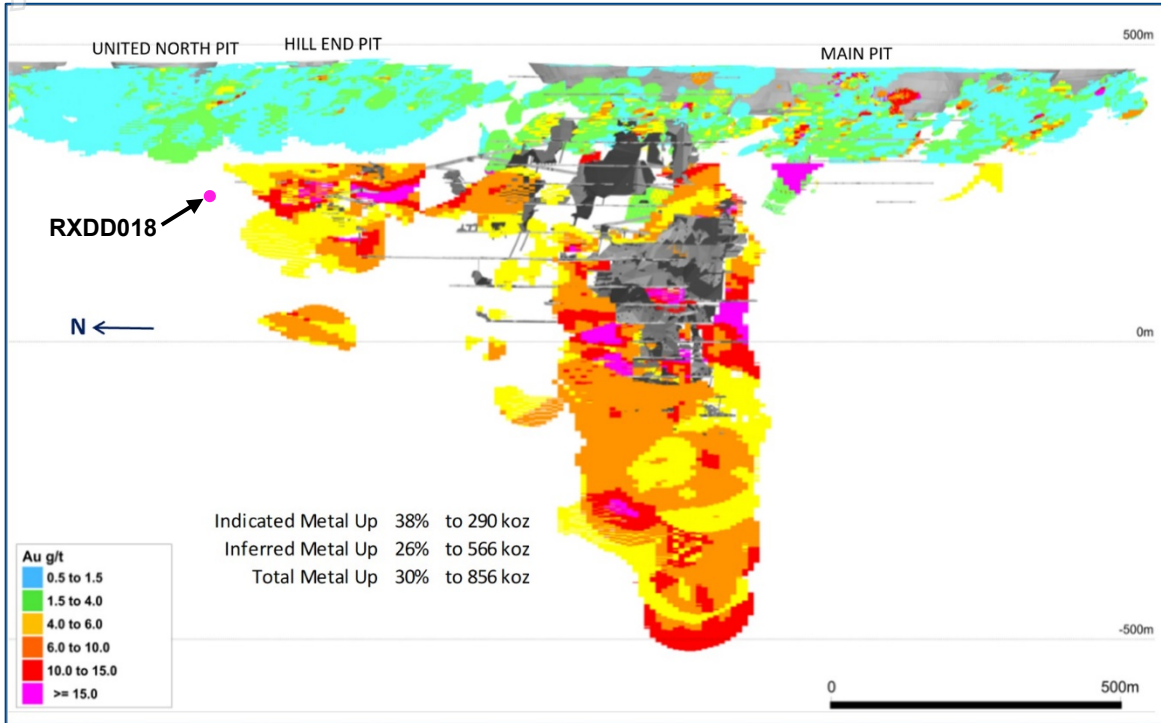 500m
UNITED NORTH PIT
HILL END PIT
MAIN PIT
RXDD018
N
0m
Indicated Metal Up 38% to 290 koz
Inferred Metal Up 26% to 566 koz
Total Metal Up 30% to 856 koz
Au g/t
0.5 to 1.5
1.5 to 4.0
4.0 to 6.0
6.0 to 10.0
10.0 to 15.0
>= 15.0
-500m
0
500m